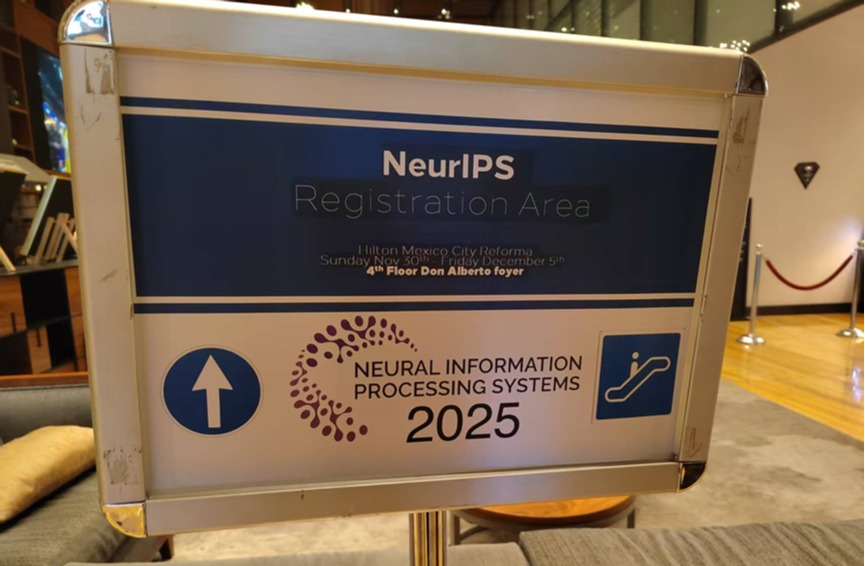 NeurIPS
Registration Area
Hilton Mexico City Reforma
Sunday Nov 30th - Friday December 5th
4th Floor Don Alberto foyer
NEURAL INFORMATION
PROCESSING SYSTEMS
2025